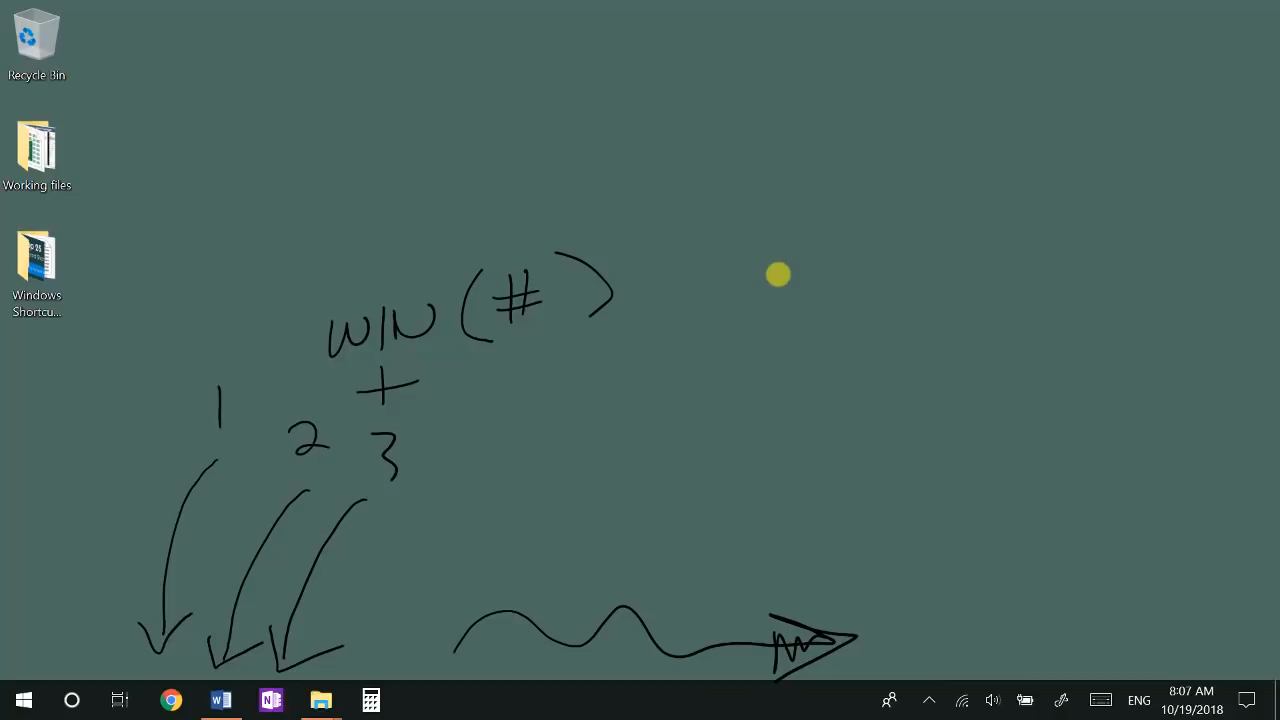 Recycle Bin
Working files
Windows
Shortcu...
WIN (#)
+
1 2 3
ENG
8:07 AM
10/19/2018